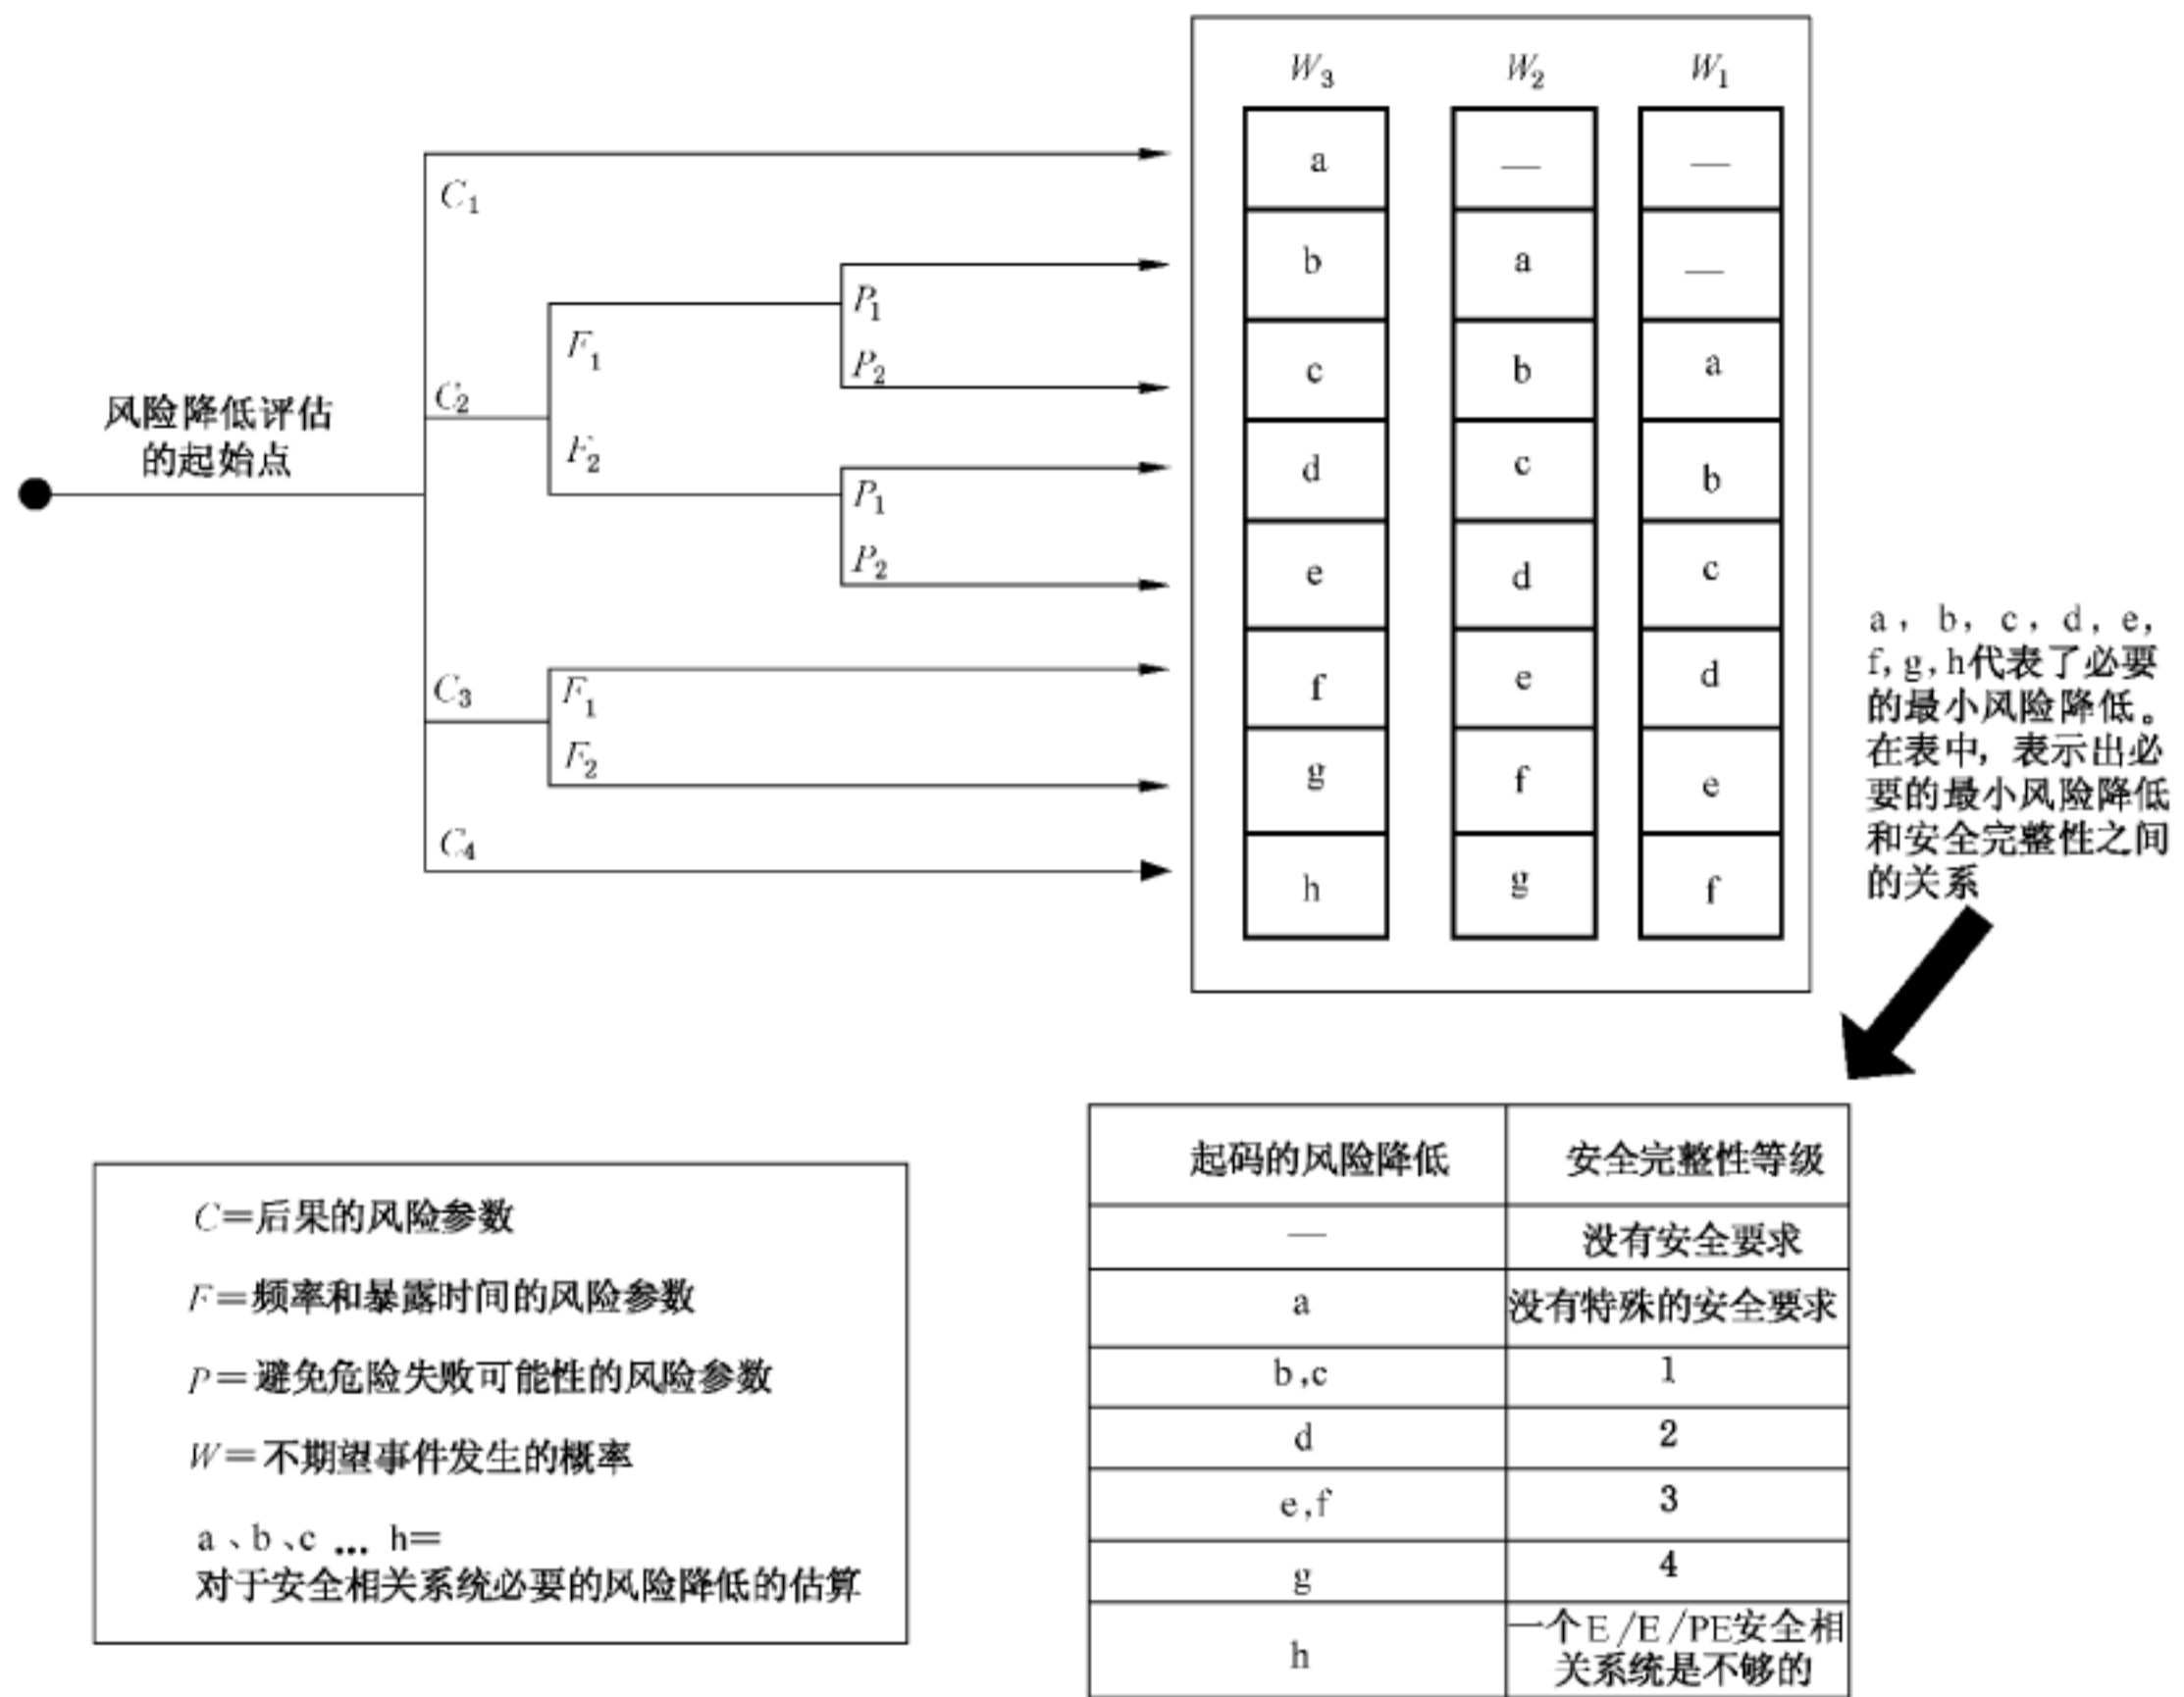 W3 W2 W1
a — —
C1
b a —
P1
F1
P2
c b a
C2
风险降低评估
的起始点
F2
d c b
P1
P2
e d c
a, b, c, d, e,
f, g, h代表了必要
的最小风险降低。
在表中, 表示出必
要的最小风险降低
和安全完整性之间
的关系
C3
F1
f e d
F2
g f e
C4
h g f
起码的风险降低 安全完整性等级
— 没有安全要求
a 没有特殊的安全要求
b,c 1
d 2
e,f 3
g 4
h 一个E/E/PE安全相
关系统是不够的
C=后果的风险参数
F=频率和暴露时间的风险参数
P=避免危险失败可能性的风险参数
W=不期望事件发生的概率
a、b、c ... h=
对于安全相关系统必要的风险降低的估算